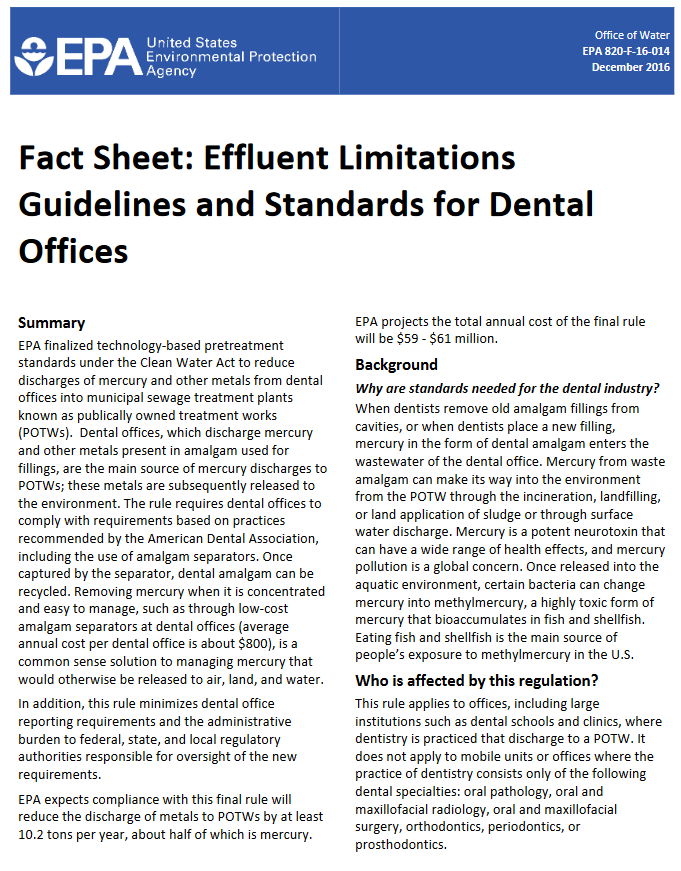 EPA
United States
Environmental Protection
Agency
Office of Water
EPA 820-F-16-014
December 2016
Fact Sheet: Effluent Limitations
Guidelines and Standards for Dental
Offices
Summary
EPA finalized technology-based pretreatment
standards under the Clean Water Act to reduce
discharges of mercury and other metals from dental
offices into municipal sewage treatment plants
known as publically owned treatment works
(POTWs).  Dental offices, which discharge mercury
and other metals present in amalgam used for
fillings, are the main source of mercury discharges to
POTWs; these metals are subsequently released to
the environment. The rule requires dental offices to
comply with requirements based on practices
recommended by the American Dental Association,
including the use of amalgam separators. Once
captured by the separator, dental amalgam can be
recycled. Removing mercury when it is concentrated
and easy to manage, such as through low-cost
amalgam separators at dental offices (average
annual cost per dental office is about $800), is a
common sense solution to managing mercury that
would otherwise be released to air, land, and water.
In addition, this rule minimizes dental office
reporting requirements and the administrative
burden to federal, state, and local regulatory
authorities responsible for oversight of the new
requirements.
EPA expects compliance with this final rule will
reduce the discharge of metals to POTWs by at least
10.2 tons per year, about half of which is mercury.
EPA projects the total annual cost of the final rule
will be $59 - $61 million.
Background
Why are standards needed for the dental industry?
When dentists remove old amalgam fillings from
cavities, or when dentists place a new filling,
mercury in the form of dental amalgam enters the
wastewater of the dental office. Mercury from waste
amalgam can make its way into the environment
from the POTW through the incineration, landfilling,
or land application of sludge or through surface
water discharge. Mercury is a potent neurotoxin that
can have a wide range of health effects, and mercury
pollution is a global concern. Once released into the
aquatic environment, certain bacteria can change
mercury into methylmercury, a highly toxic form of
mercury that bioaccumulates in fish and shellfish.
Eating fish and shellfish is the main source of
people’s exposure to methylmercury in the U.S.
Who is affected by this regulation?
This rule applies to offices, including large
institutions such as dental schools and clinics, where
dentistry is practiced that discharge to a POTW. It
does not apply to mobile units or offices where the
practice of dentistry consists only of the following
dental specialties: oral pathology, oral and
maxillofacial radiology, oral and maxillofacial
surgery, orthodontics, periodontics, or
prosthodontics.